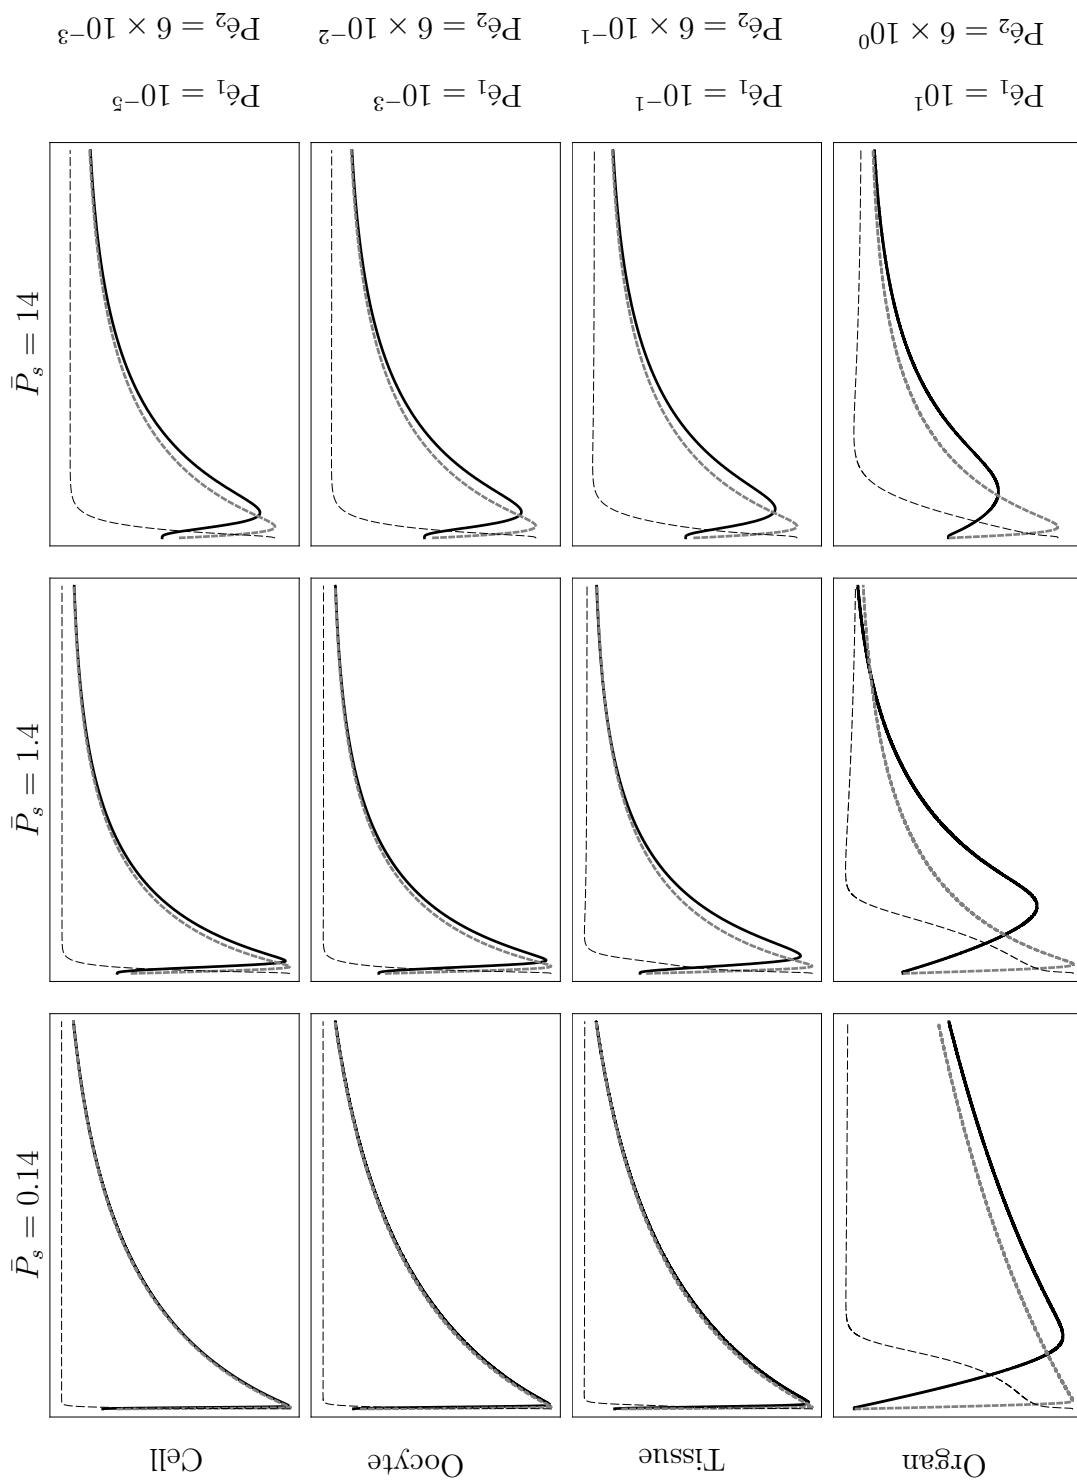 P̄ₛ = 0.14
P̄ₛ = 1.4
P̄ₛ = 14
Cell
Pé₁ = 10⁻⁵
Pé₂ = 6 × 10⁻³
Oocyte
Pé₁ = 10⁻³
Pé₂ = 6 × 10⁻²
Tissue
Pé₁ = 10⁻¹
Pé₂ = 6 × 10⁻¹
Organ
Pé₁ = 10¹
Pé₂ = 6 × 10⁰